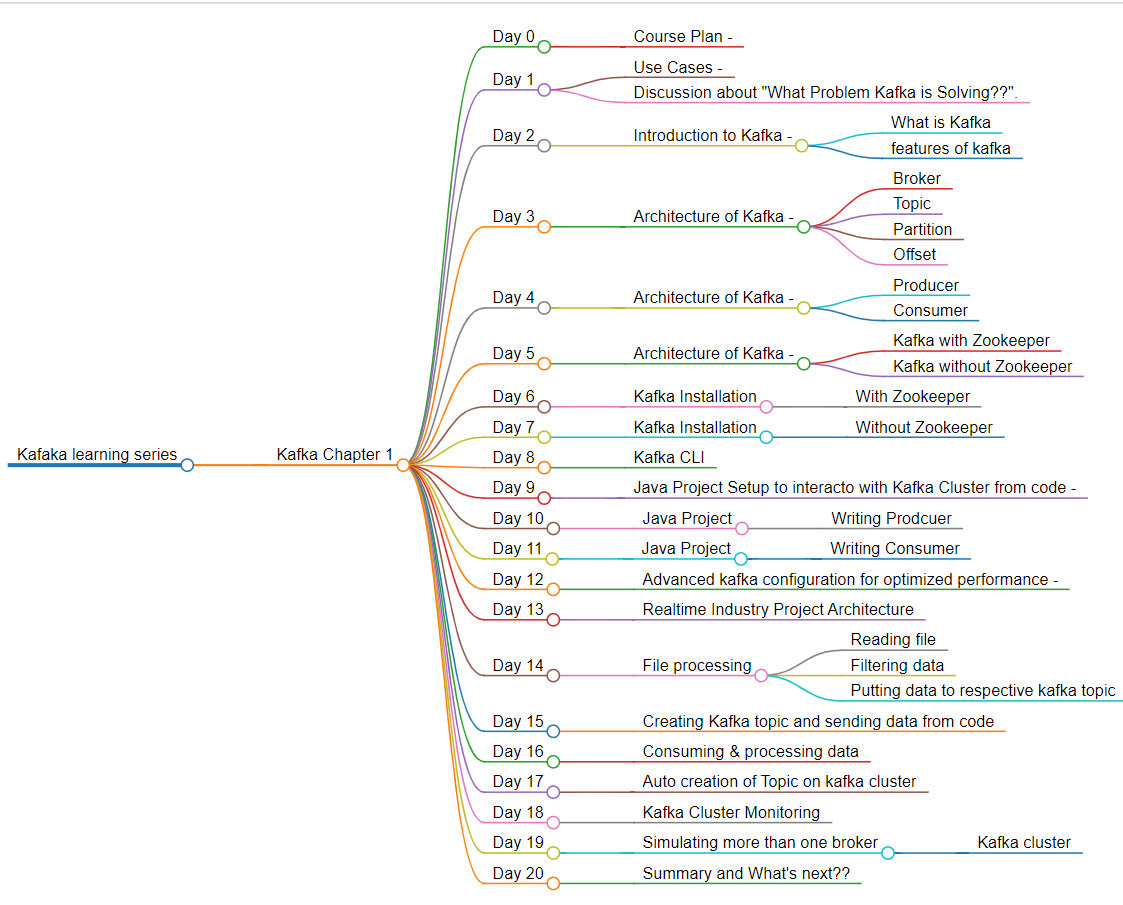 Day 0
Course Plan -
Day 1
Use Cases -
Discussion about "What Problem Kafka is Solving??".
Day 2
Introduction to Kafka -
What is Kafka
features of kafka
Day 3
Architecture of Kafka -
Broker
Topic
Partition
Offset
Day 4
Architecture of Kafka -
Producer
Consumer
Day 5
Architecture of Kafka -
Kafka with Zookeeper
Kafka without Zookeeper
Day 6
Kafka Installation
With Zookeeper
Day 7
Kafka Installation
Without Zookeeper
Kafaka learning series
Kafka Chapter 1
Day 8
Kafka CLI
Day 9
Java Project Setup to interacto with Kafka Cluster from code -
Day 10
Java Project
Writing Prodcuer
Day 11
Java Project
Writing Consumer
Day 12
Advanced kafka configuration for optimized performance -
Day 13
Realtime Industry Project Architecture
Day 14
File processing
Reading file
Filtering data
Putting data to respective kafka topic
Day 15
Creating Kafka topic and sending data from code
Day 16
Consuming & processing data
Day 17
Auto creation of Topic on kafka cluster
Day 18
Kafka Cluster Monitoring
Day 19
Simulating more than one broker
Kafka cluster
Day 20
Summary and What's next??